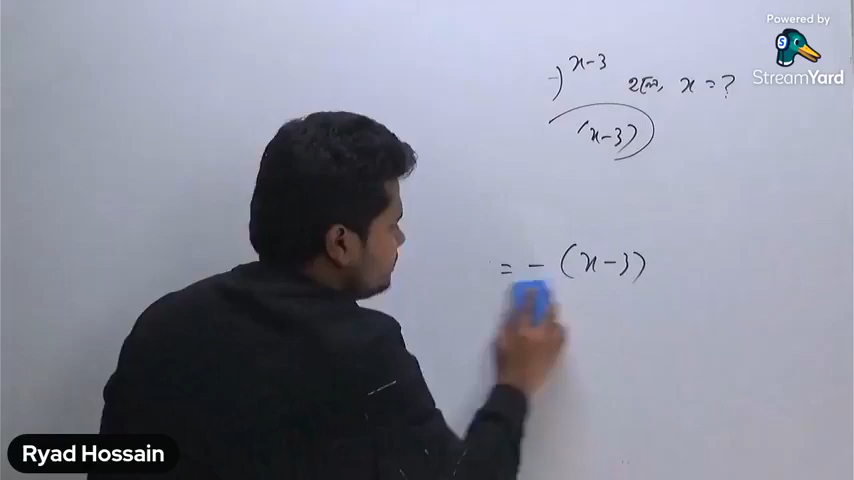 Powered by
StreamYard
)^{x-3} হলে, x = ?
(x-3)
= - (x-3)
Ryad Hossain